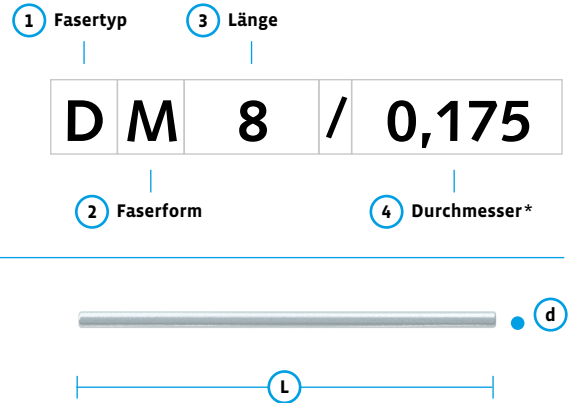 1 Fasertyp 3 Länge
D M 8 / 0,175
2 Faserform 4 Durchmesser*
d
L